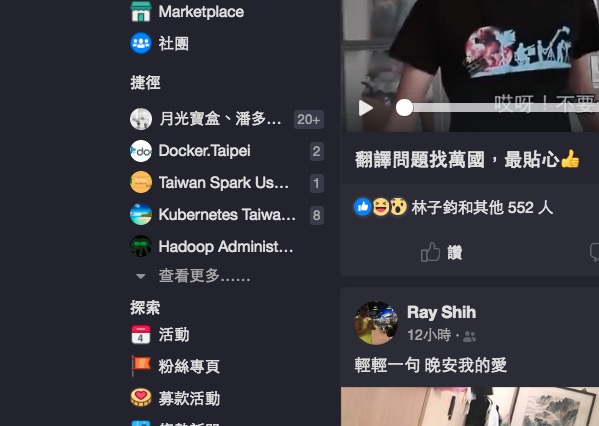 Marketplace
社團
捷徑
月光寶盒、潘多... 20+
Docker.Taipei 2
Taiwan Spark Us... 1
Kubernetes Taiwa... 8
Hadoop Administ...
查看更多......
探索
4
活動
粉絲專頁
募款活動
哎呀！不要
翻譯問題找萬國，最貼心👍
林子鈞和其他 552 人
讚
Ray Shih
12小時 ·
輕輕一句 晚安我的愛